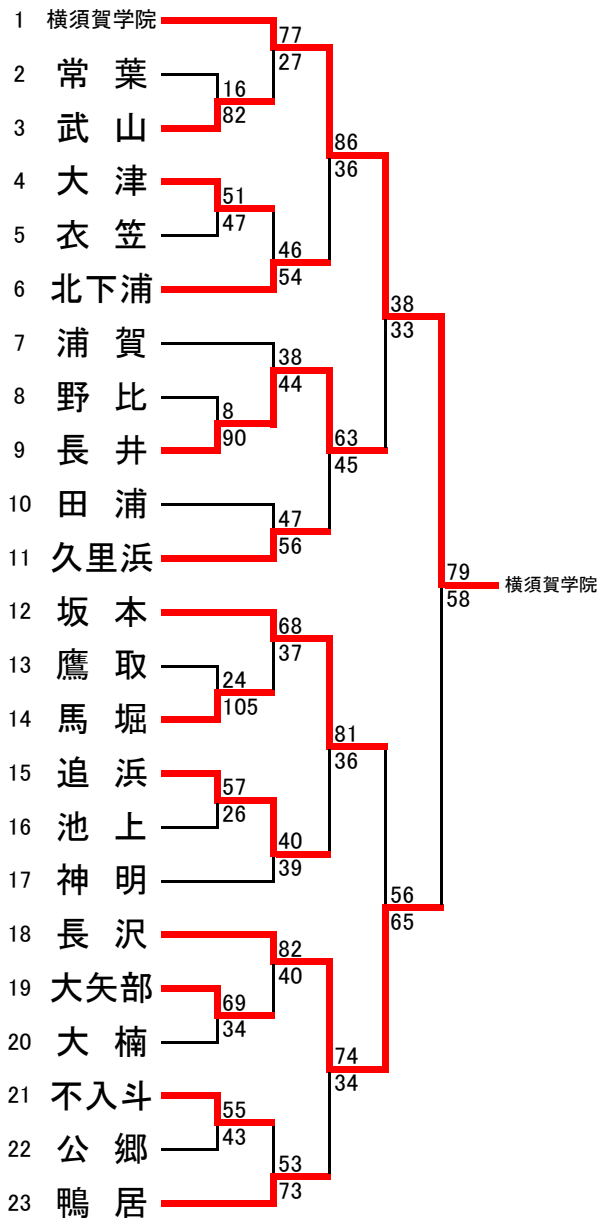 1 横須賀学院
77
27
2 常葉
16
82
3 武山
86
36
4 大津
51
47
5 衣笠
46
54
6 北下浦
38
33
7 浦賀
38
44
8 野比
8
90
9 長井
63
45
10 田浦
47
56
11 久里浜
79
58
横須賀学院
12 坂本
68
37
13 鷹取
24
105
14 馬堀
81
36
15 追浜
57
26
16 池上
40
39
17 神明
56
65
18 長沢
82
40
19 大矢部
69
34
20 大楠
74
34
21 不入斗
55
43
22 公郷
53
73
23 鴨居